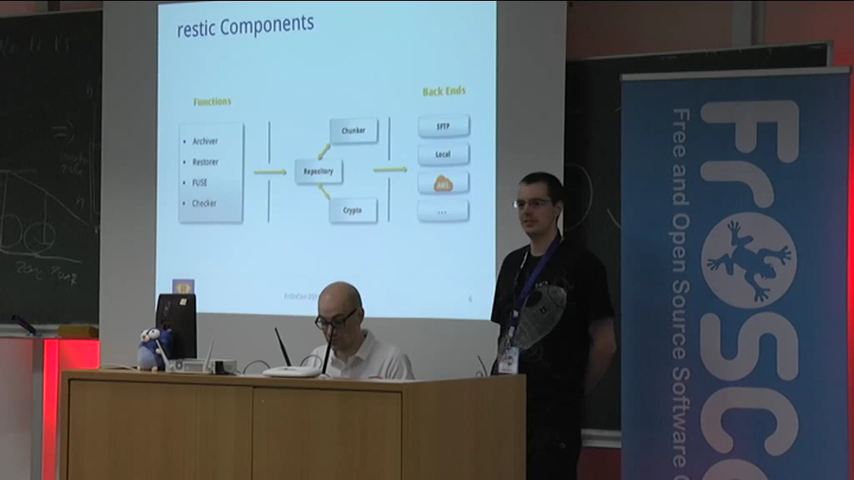 restic Components
Functions
Back Ends
• Archiver
• Restorer
• FUSE
• Checker
Repository
Chunker
Crypto
SFTP
Local
AWS
...
FrOSCo
Free and Open Source Software